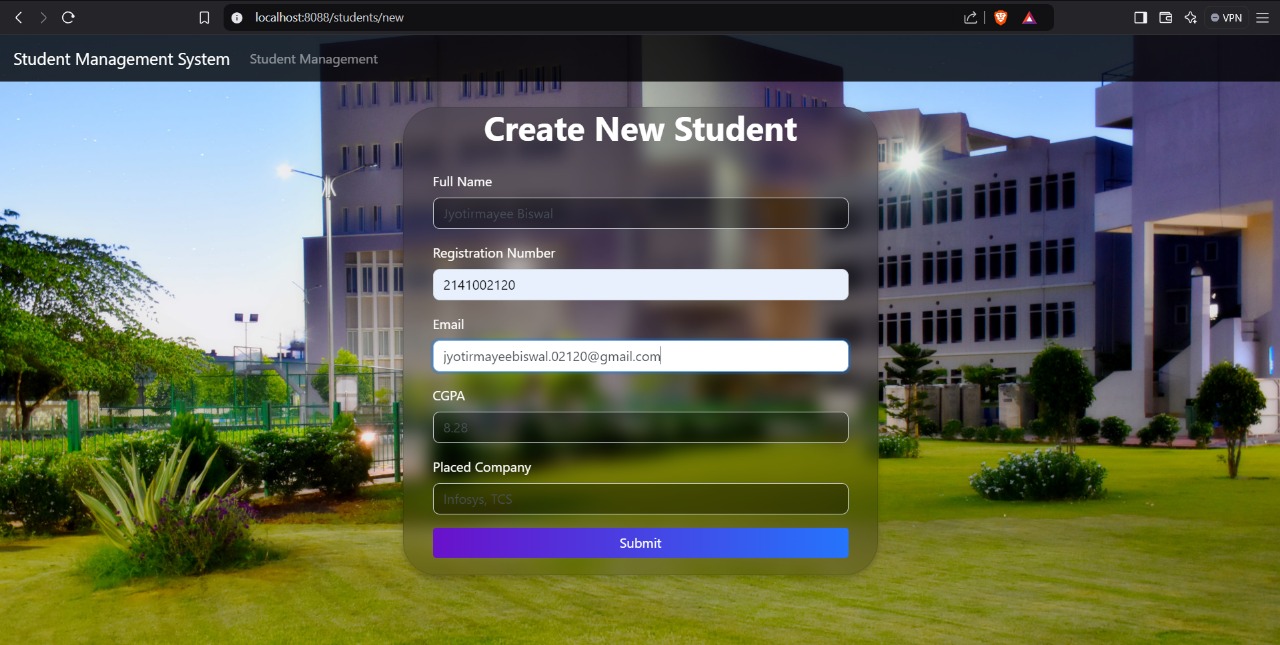 localhost:8088/students/new
VPN
Student Management System Student Management
Create New Student
Full Name
Jyotirmayee Biswal
Registration Number
2141002120
Email
jyotirmayeebiswal.02120@gmail.com
CGPA
8.28
Placed Company
Infosys, TCS
Submit